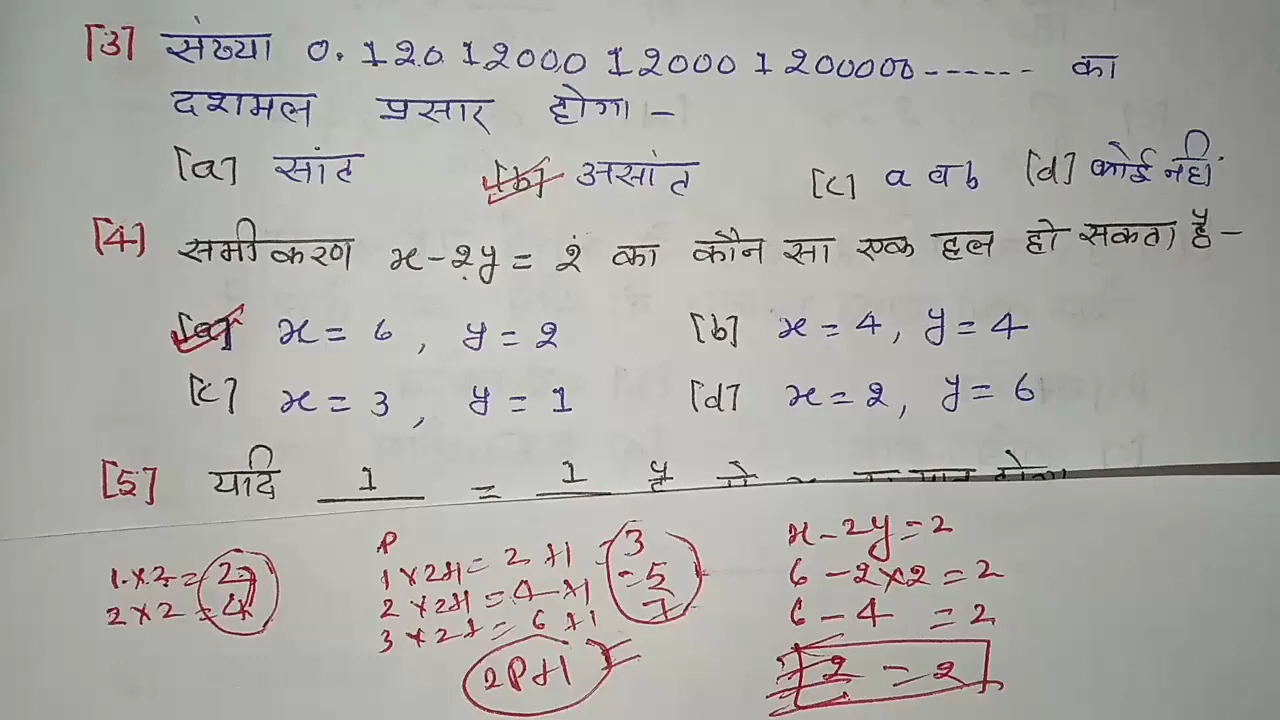 [3] संख्या 0.12012000120001200000------ का
दशमल प्रसार होगा-
[a] सांत [b] असांत [c] a व b [d] कोई नहीं
[4] समीकरण x-2y=2 का कौन सा एक हल हो सकता है-
[a] x=6, y=2 [b] x=4, y=4
[c] x=3, y=1 [d] x=2, y=6
[5] यदि 1 = 1 है
1×2=2
2×2=4
P
1×2+1=2+1=3
2×2+1=4+1=5
3×2+=6+1 7
2P+1
x-2y=2
6-2×2=2
6-4=2
2=2